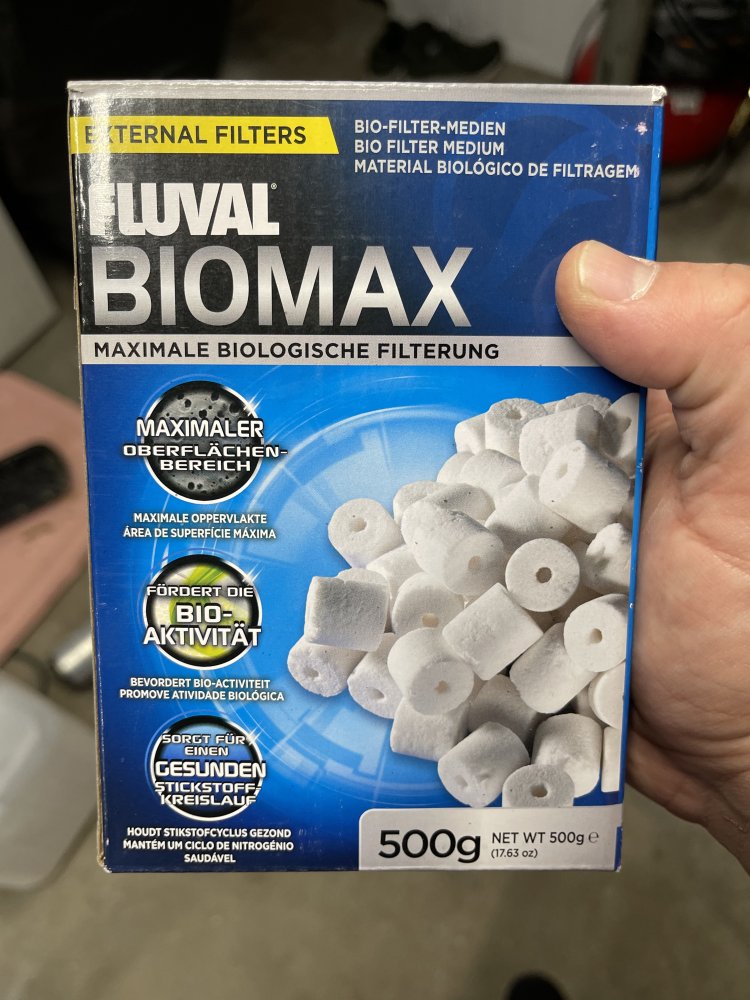 EXTERNAL FILTERS
BIO-FILTER-MEDIEN
BIO FILTER MEDIUM
MATERIAL BIOLÓGICO DE FILTRAGEM
FLUVAL®
BIOMAX
MAXIMALE BIOLOGISCHE FILTERUNG
MAXIMALER
OBERFLÄCHEN-
BEREICH
MAXIMALE OPPERVLAKTE
ÁREA DE SUPERFÍCIE MÁXIMA
FÖRDERT DIE
BIO-
AKTIVITÄT
BEVORDERT BIO-ACTIVITEIT
PROMOVE ATIVIDADE BIOLÓGICA
SORGT FÜR
EINEN
GESUNDEN
STICKSTOFF-
KREISLAUF
HOUDT STIKSTOFCYCLUS GEZOND
MANTÉM UM CICLO DE NITROGÉNIO
SAUDÁVEL
500g
NET WT 500g ℮
(17.63 oz)